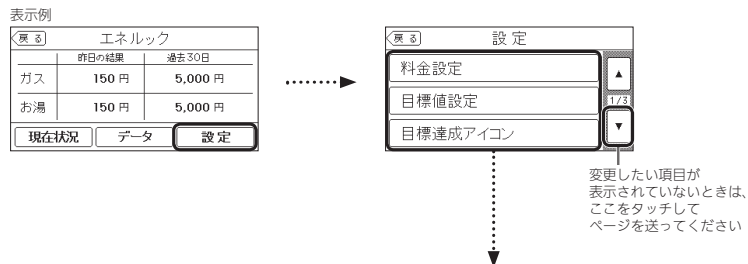 表示例
戻る エネルック
昨日の結果 過去30日
ガス 150 円 5,000 円
お湯 150 円 5,000 円
現在状況 データ 設定
戻る 設定
料金設定
▲
目標値設定
1/3
目標達成アイコン
▼
変更したい項目が
表示されていないときは、
ここをタッチして
ページを送ってください